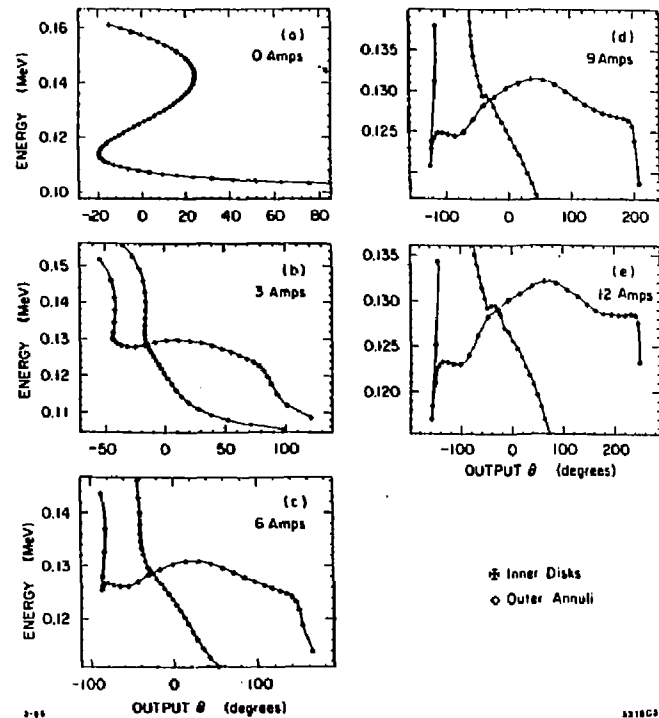 (a)
0 Amps
0.16
0.14
0.12
0.10
ENERGY (MeV)
-20 0 20 40 60 80
(b)
3 Amps
0.15
0.14
0.13
0.12
0.11
ENERGY (MeV)
-50 0 50 100
(c)
6 Amps
0.14
0.13
0.12
ENERGY (MeV)
-100 0 100
OUTPUT θ (degrees)
(d)
9 Amps
0.140
0.135
0.130
0.125
-100 0 100 200
(e)
12 Amps
0.135
0.130
0.125
0.120
-100 0 100 200
OUTPUT θ (degrees)
Inner Disks
Outer Annuli